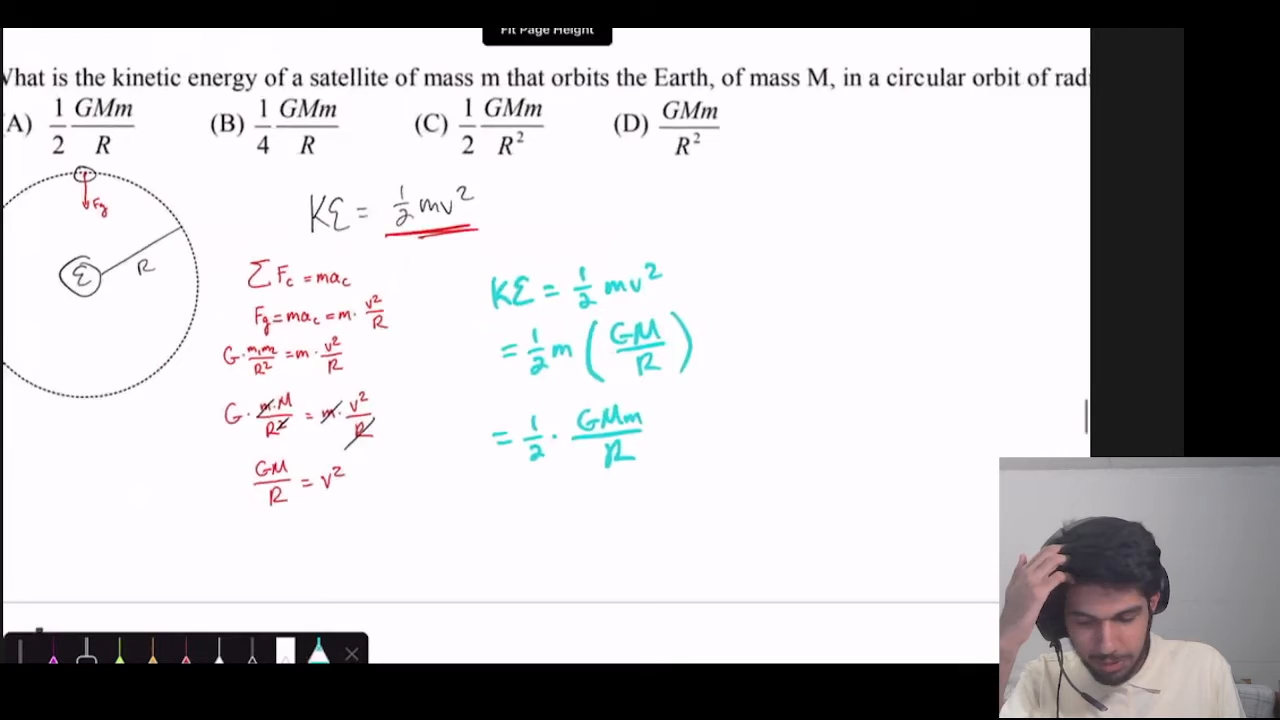 Fit Page Height
What is the kinetic energy of a satellite of mass m that orbits the Earth, of mass M, in a circular orbit of rad
A) 1/2 GMm/R (B) 1/4 GMm/R (C) 1/2 GMm/R² (D) GMm/R²
Fg
E
R
KE = 1/2 mv²
ΣFc = mac
Fg = mac = m · v²/R
G · m₁m₂/R² = m · v²/R
G · m·M/R² = m · v²/R
GM/R = v²
KE = 1/2 mv²
= 1/2 m (GM/R)
= 1/2 · GMm/R